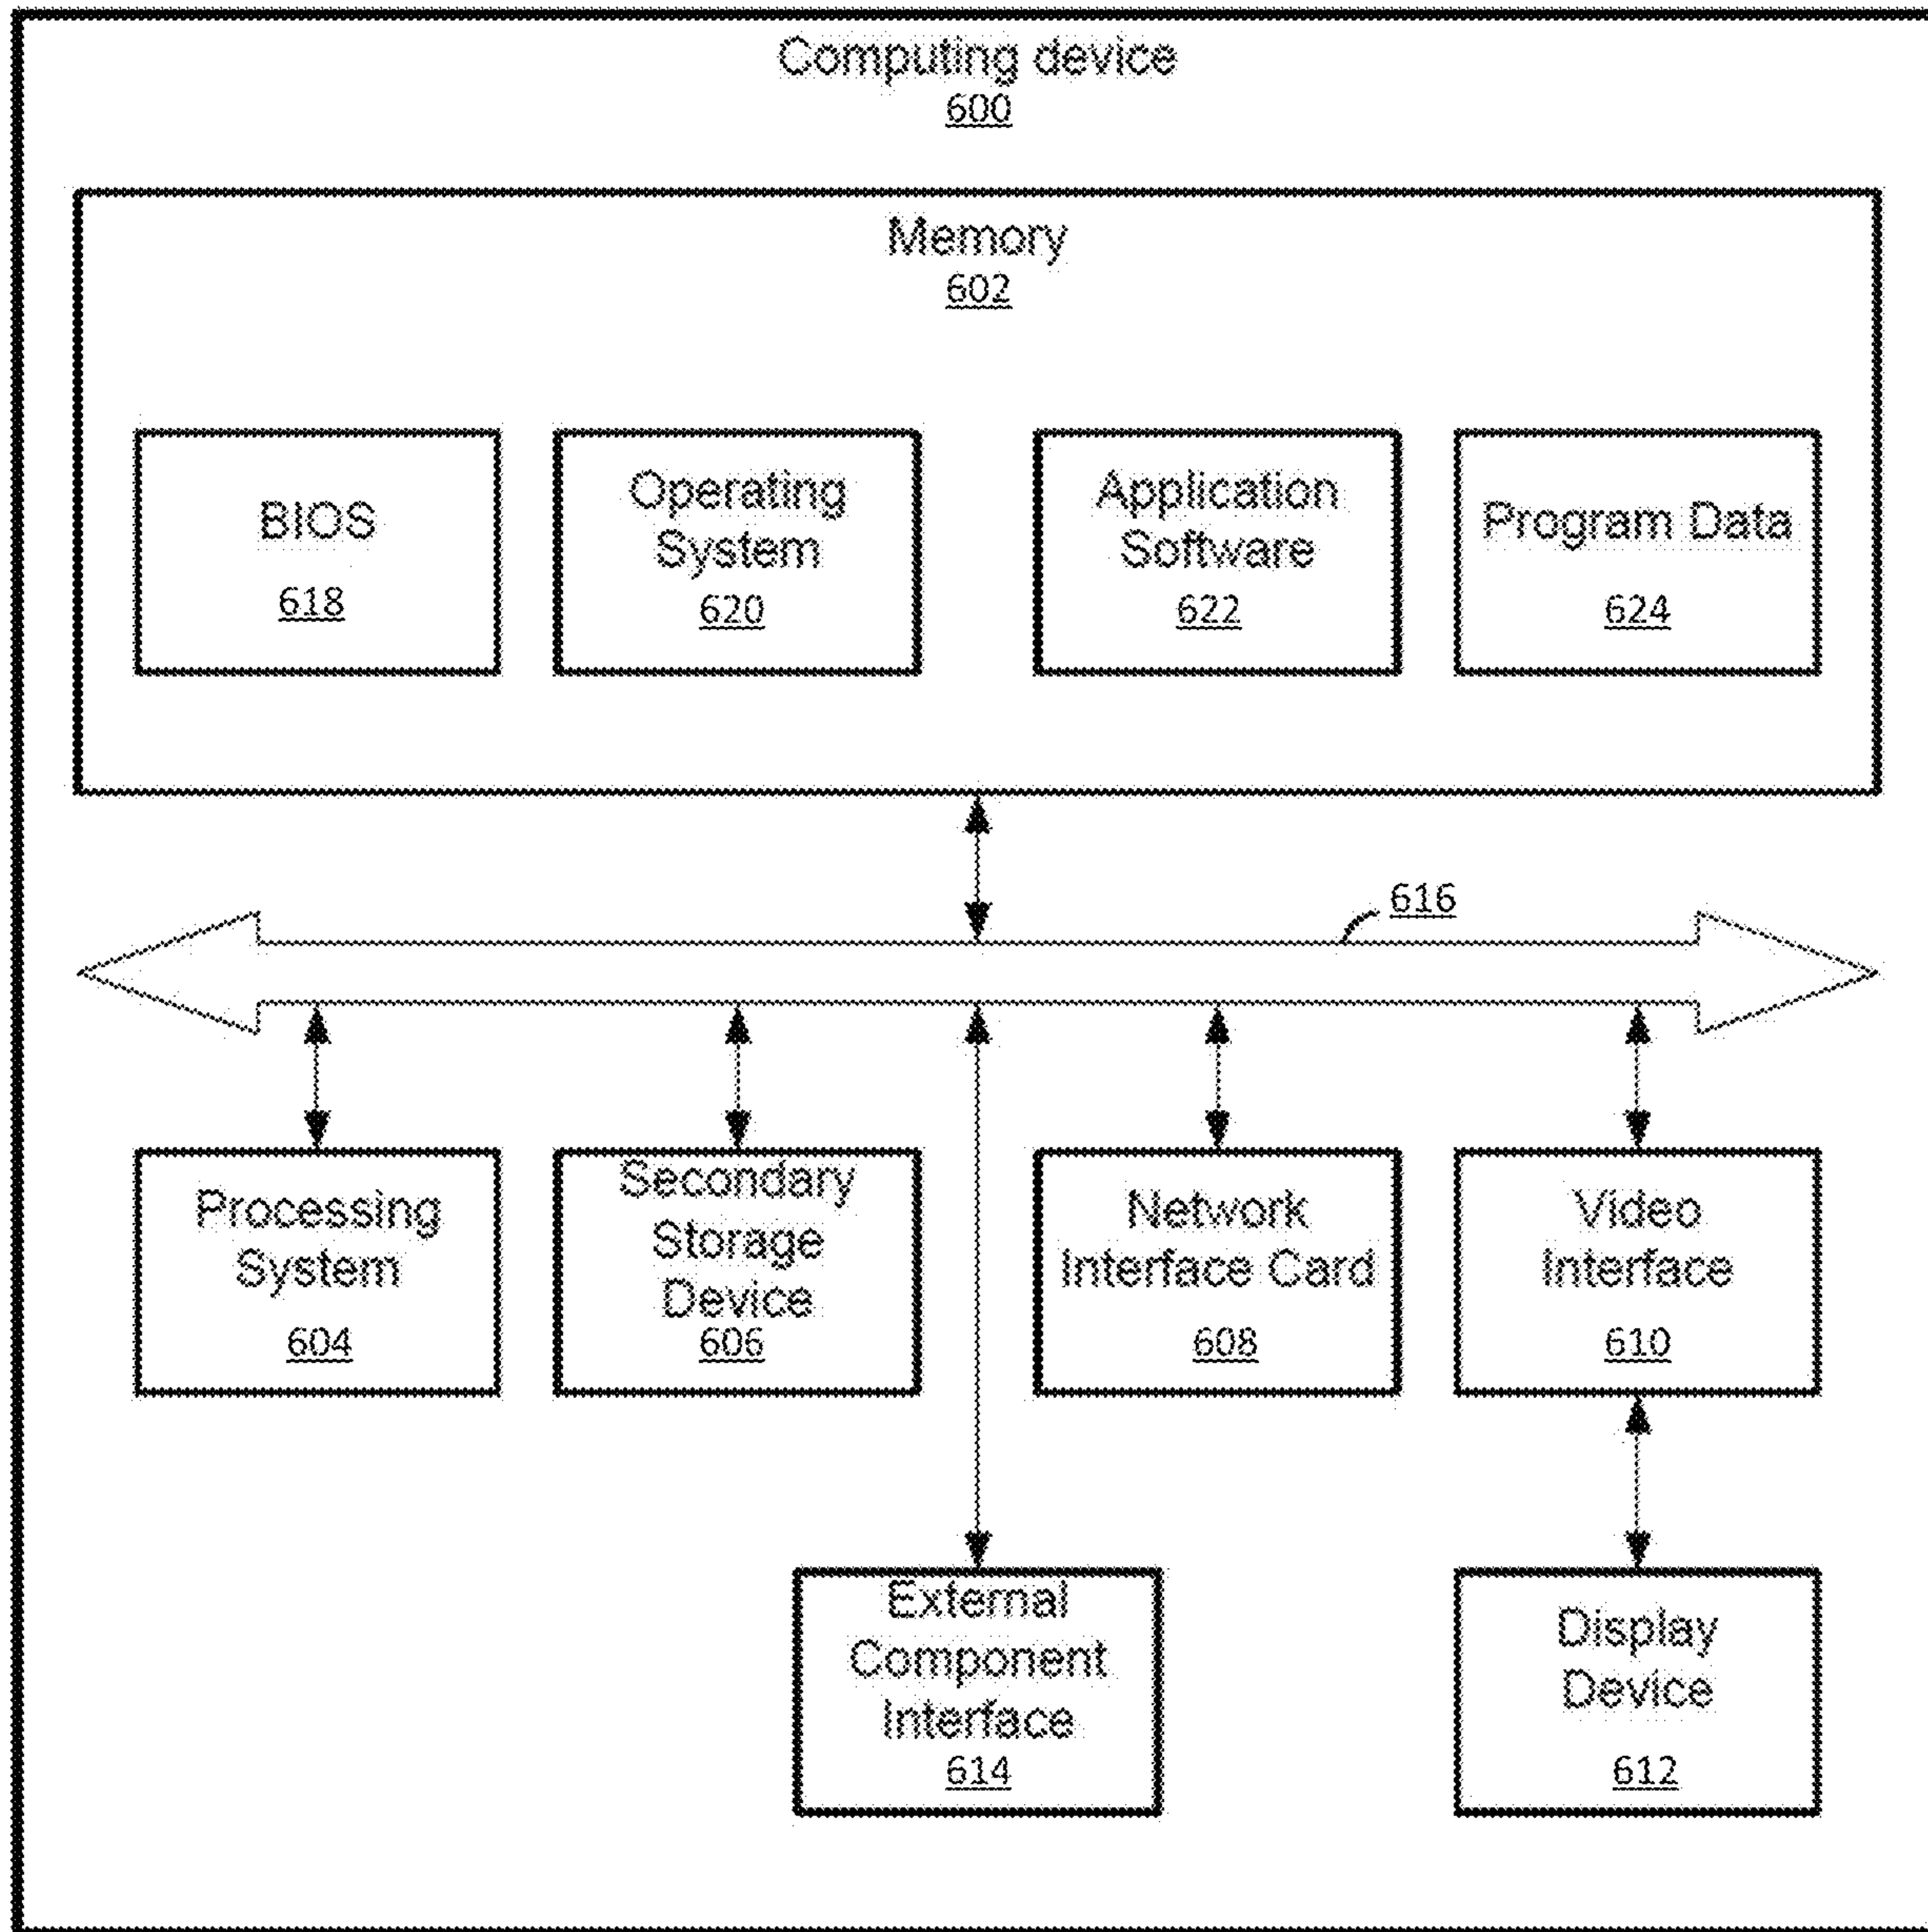 Computing device
600
Memory
602
BIOS
618
Operating
System
620
Application
Software
622
Program Data
624
616
Processing
System
604
Secondary
Storage
Device
606
Network
Interface Card
608
Video
Interface
610
External
Component
Interface
614
Display
Device
612